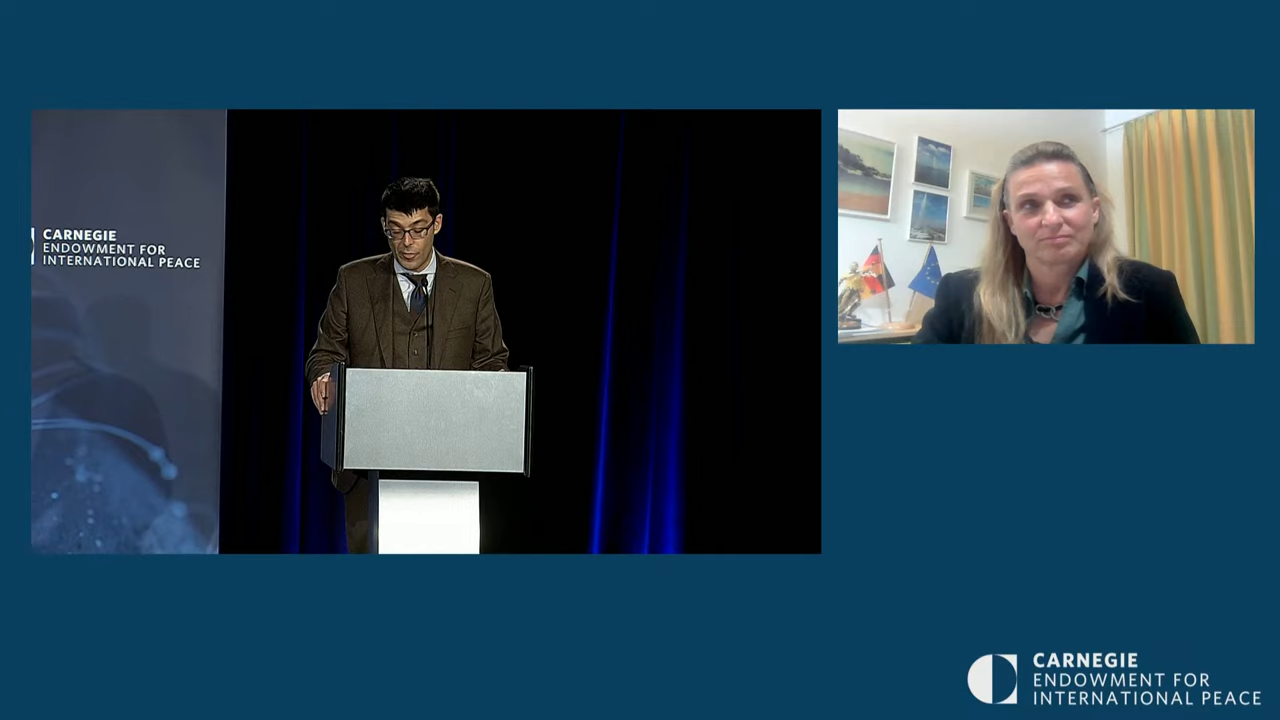 CARNEGIE
ENDOWMENT FOR
INTERNATIONAL PEACE
CARNEGIE
ENDOWMENT FOR
INTERNATIONAL PEACE